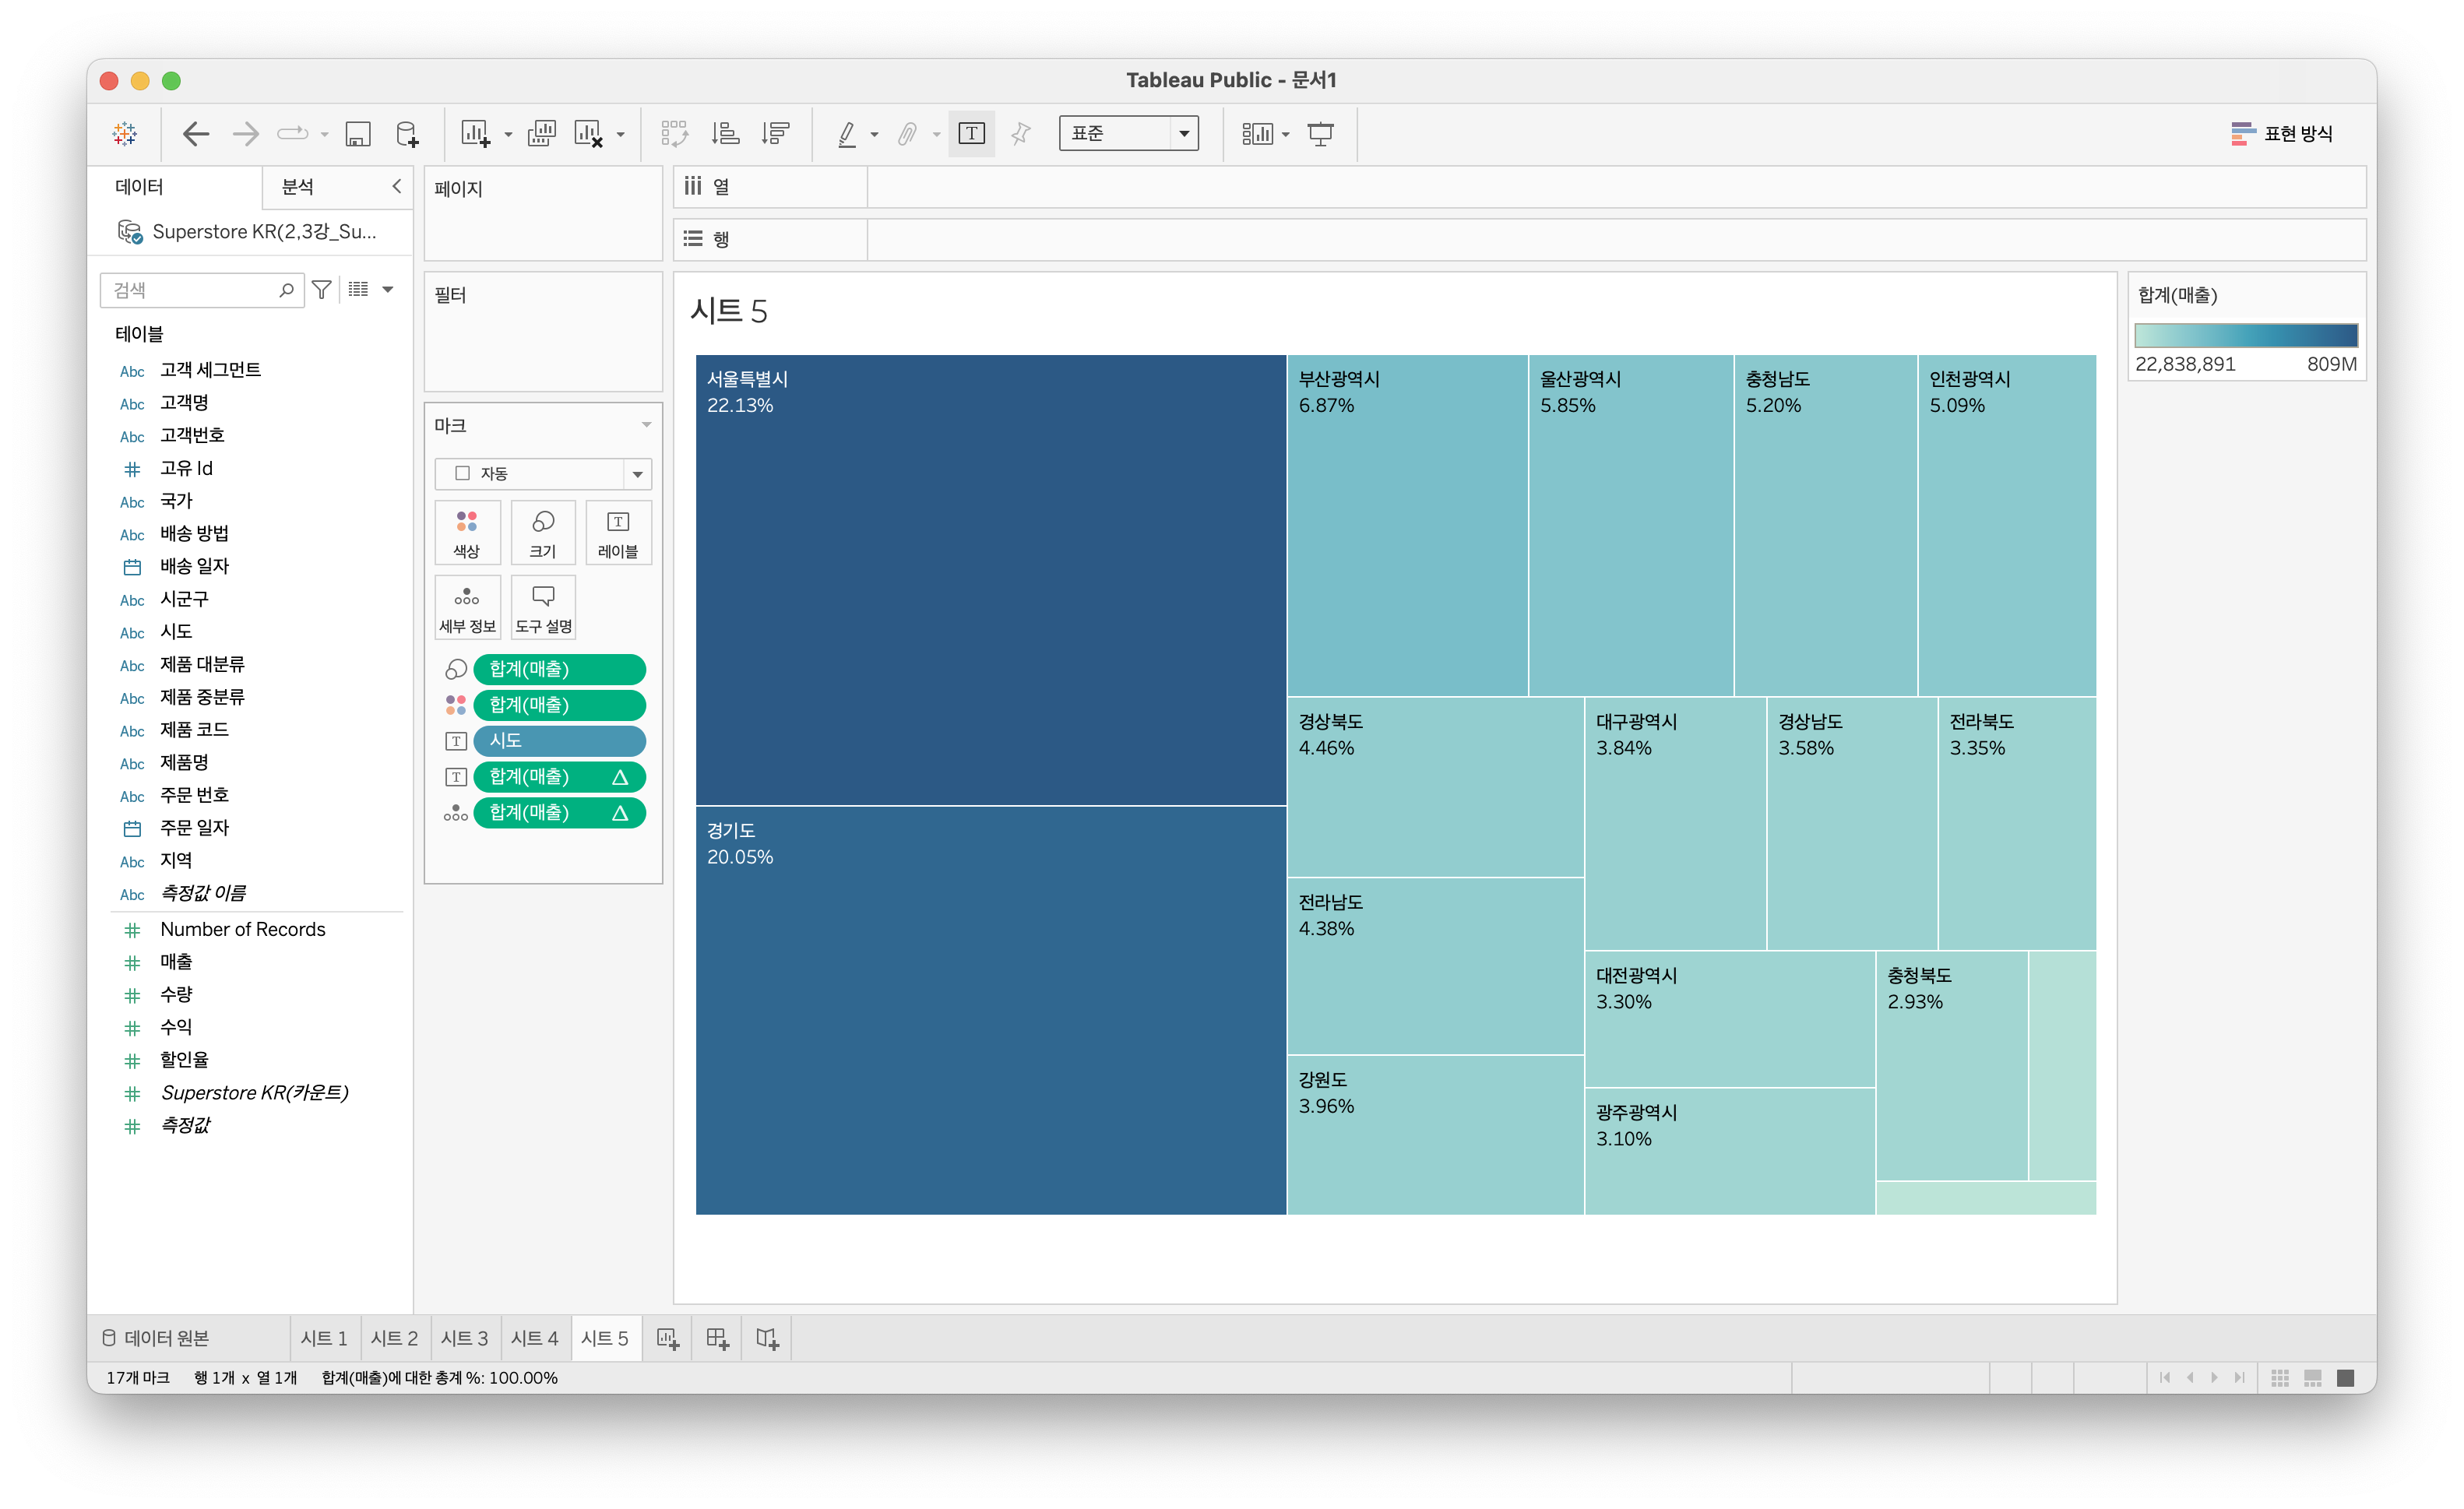 Tableau Public - 문서1
표준
표현 방식
데이터
분석
Superstore KR(2,3강_Su...
검색
테이블
Abc 고객 세그먼트
Abc 고객명
Abc 고객번호
고유 Id
Abc 국가
Abc 배송 방법
배송 일자
Abc 시군구
Abc 시도
Abc 제품 대분류
Abc 제품 중분류
Abc 제품 코드
Abc 제품명
Abc 주문 번호
주문 일자
Abc 지역
Abc 측정값 이름
Number of Records
매출
수량
수익
할인율
Superstore KR(카운트)
측정값
페이지
필터
마크
자동
색상
크기
레이블
세부 정보
도구 설명
합계(매출)
합계(매출)
시도
합계(매출)
합계(매출)
열
행
시트 5
서울특별시
22.13%
경기도
20.05%
부산광역시
6.87%
울산광역시
5.85%
충청남도
5.20%
인천광역시
5.09%
경상북도
4.46%
전라남도
4.38%
강원도
3.96%
대구광역시
3.84%
경상남도
3.58%
전라북도
3.35%
대전광역시
3.30%
광주광역시
3.10%
충청북도
2.93%
합계(매출)
22,838,891 809M
데이터 원본
시트 1
시트 2
시트 3
시트 4
시트 5
17개 마크 행 1개 x 열 1개 합계(매출)에 대한 총계 %: 100.00%